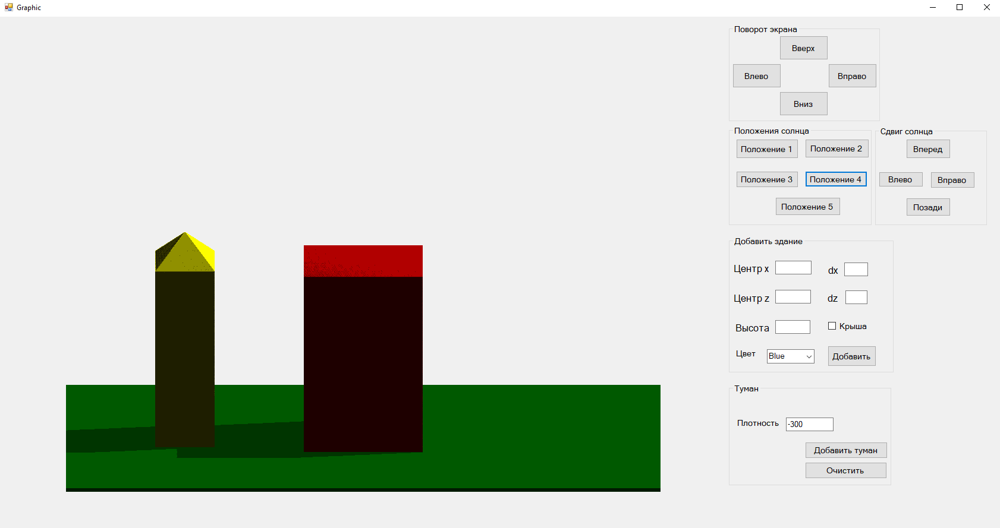 Graphic
Поворот экрана
Вверх
Влево
Вправо
Вниз
Положения солнца
Положение 1
Положение 2
Положение 3
Положение 4
Положение 5
Сдвиг солнца
Вперед
Влево
Вправо
Позади
Добавить здание
Центр x
dx
Центр z
dz
Высота
Крыша
Цвет
Blue
Добавить
Туман
Плотность
-300
Добавить туман
Очистить